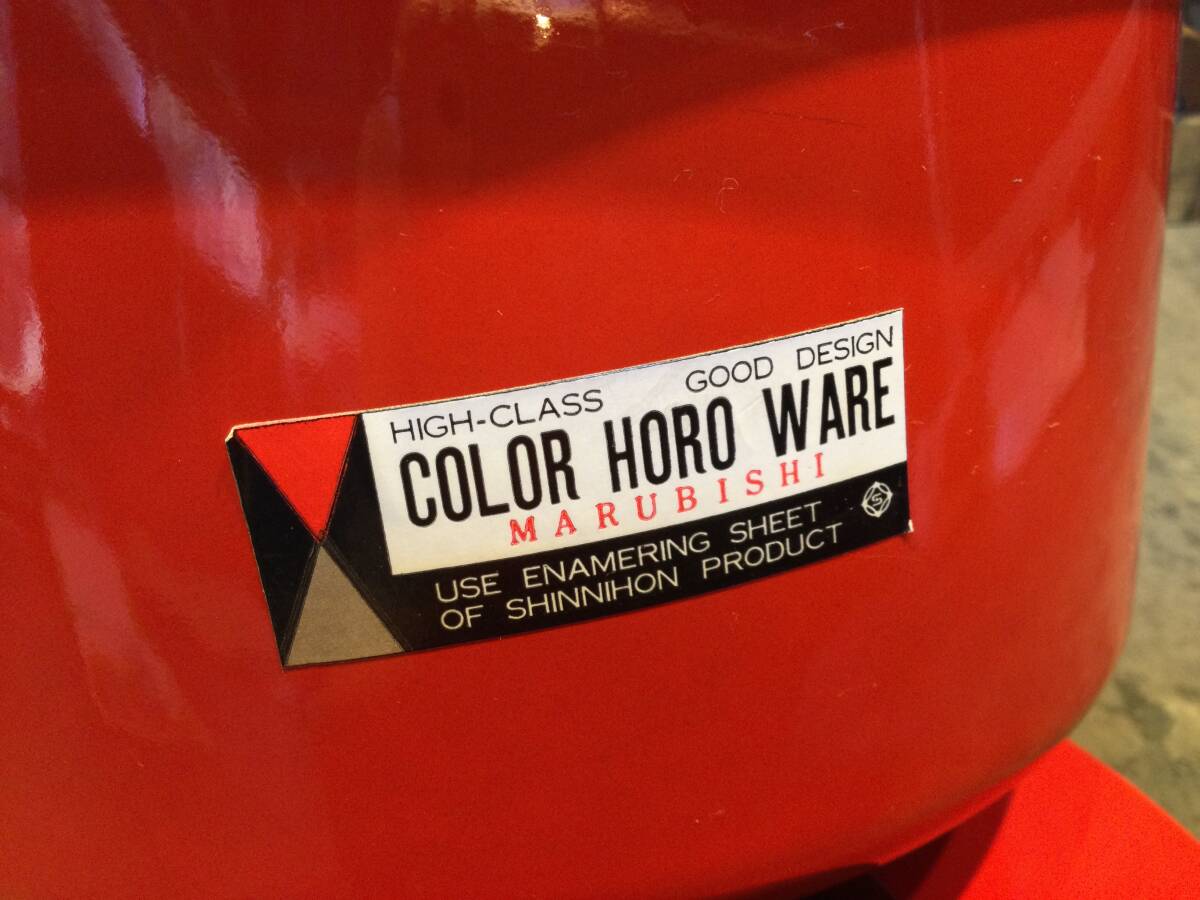 HIGH-CLASS GOOD DESIGN
COLOR HORO WARE
MARUBISHI
USE ENAMERING SHEET
OF SHINNIHON PRODUCT
S